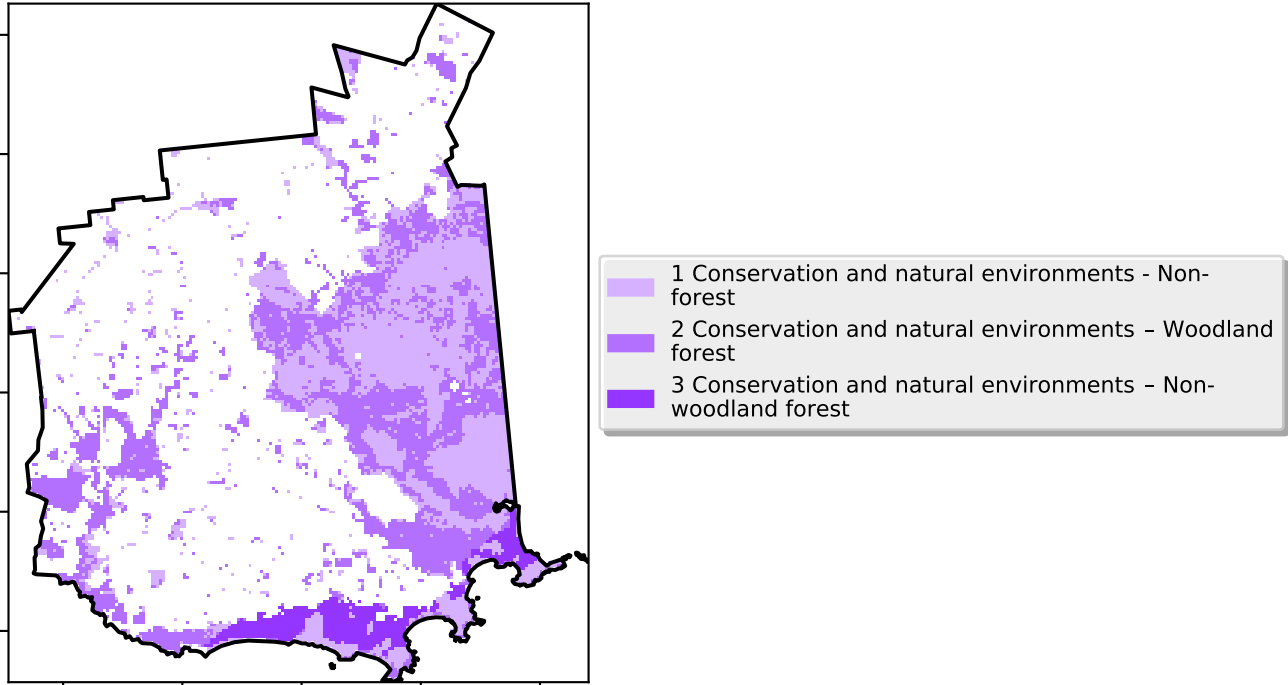 1 Conservation and natural environments - Non-
forest
2 Conservation and natural environments – Woodland
forest
3 Conservation and natural environments – Non-
woodland forest